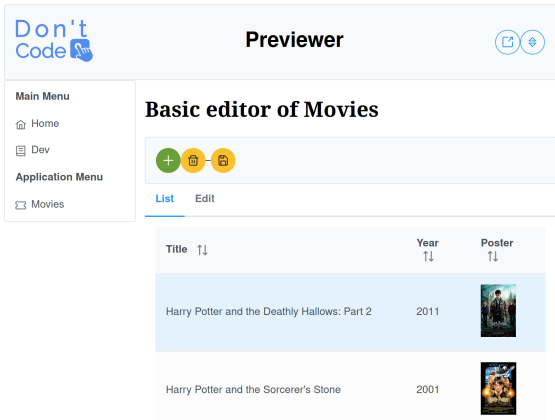 Don't
Code
Previewer
Main Menu
Home
Dev
Application Menu
Movies
Basic editor of Movies
List Edit
Title Year Poster
Harry Potter and the Deathly Hallows: Part 2 2011
Harry Potter and the Sorcerer's Stone 2001